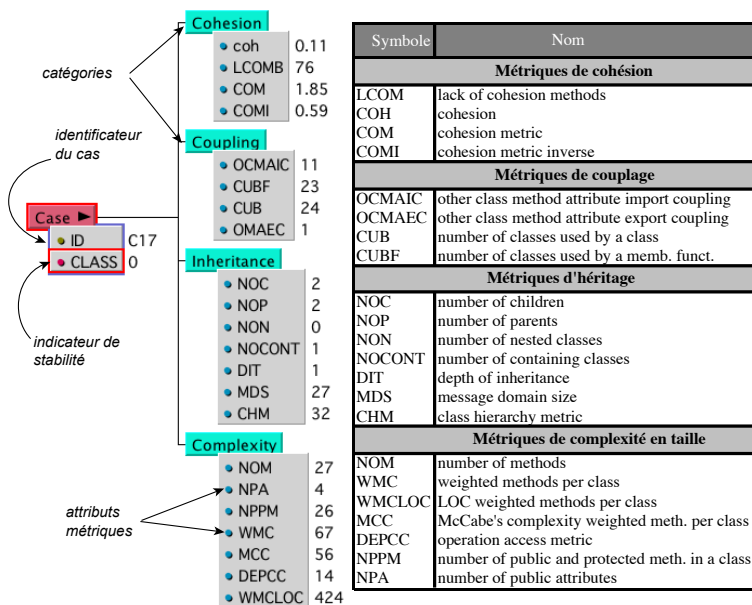 catégories
identificateur
du cas
Case
ID C17
CLASS 0
indicateur de
stabilité
attributs
métriques
Cohesion
coh 0.11
LCOMB 76
COM 1.85
COMI 0.59
Coupling
OCMAIC 11
CUBF 23
CUB 24
OMAEC 1
Inheritance
NOC 2
NOP 2
NON 0
NOCONT 1
DIT 1
MDS 27
CHM 32
Complexity
NOM 27
NPA 4
NPPM 26
WMC 67
MCC 56
DEPCC 14
WMCLOC 424
Symbole Nom
Métriques de cohésion
LCOM lack of cohesion methods
COH cohesion
COM cohesion metric
COMI cohesion metric inverse
Métriques de couplage
OCMAIC other class method attribute import coupling
OCMAEC other class method attribute export coupling
CUB number of classes used by a class
CUBF number of classes used by a memb. funct.
Métriques d'héritage
NOC number of children
NOP number of parents
NON number of nested classes
NOCONT number of containing classes
DIT depth of inheritance
MDS message domain size
CHM class hierarchy metric
Métriques de complexité en taille
NOM number of methods
WMC weighted methods per class
WMCLOC LOC weighted methods per class
MCC McCabe's complexity weighted meth. per class
DEPCC operation access metric
NPPM number of public and protected meth. in a class
NPA number of public attributes